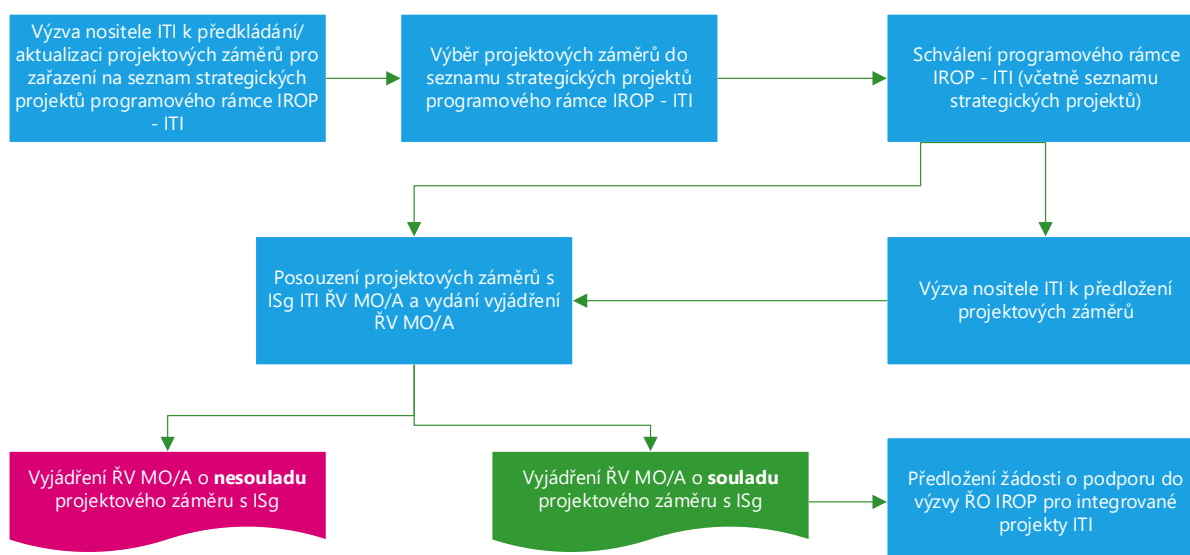 Výzva nositele ITI k předkládání/
aktualizaci projektových záměrů pro
zařazení na seznam strategických
projektů programového rámce IROP
- ITI
Výběr projektových záměrů do
seznamu strategických projektů
programového rámce IROP - ITI
Schválení programového rámce
IROP - ITI (včetně seznamu
strategických projektů)
Posouzení projektových záměrů s
ISg ITI ŘV MO/A a vydání vyjádření
ŘV MO/A
Výzva nositele ITI k předložení
projektových záměrů
Vyjádření ŘV MO/A o nesouladu
projektového záměru s ISg
Vyjádření ŘV MO/A o souladu
projektového záměru s ISg
Předložení žádosti o podporu do
výzvy ŘO IROP pro integrované
projekty ITI